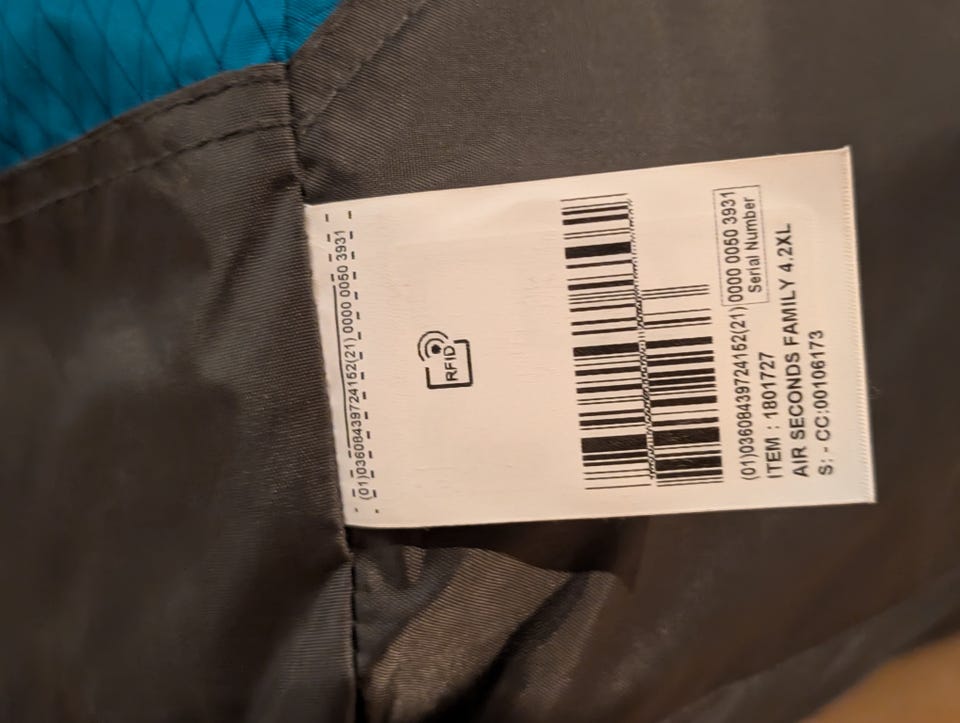 (01)03608439724152(21) 0000 0050 3931
RFID
(01)03608439724152(21) 0000 0050 3931
Serial Number
ITEM : 1801727
AIR SECONDS FAMILY 4.2XL
S: - CC:00106173